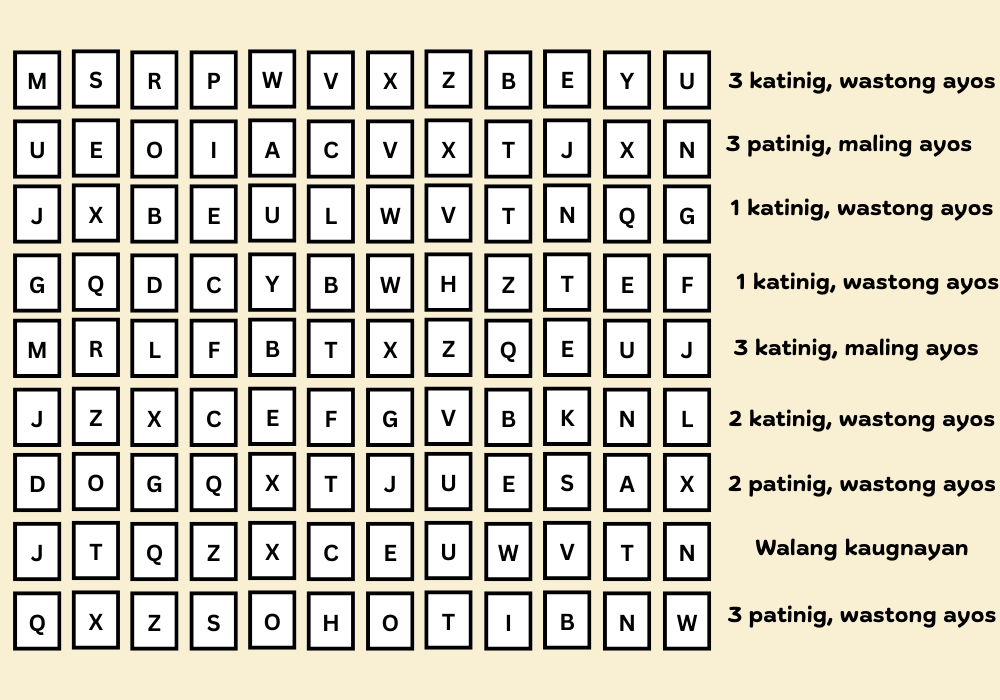 M S R P W V X Z B E Y U 3 katinig, wastong ayos
U E O I A C V X T J X N 3 patinig, maling ayos
J X B E U L W V T N Q G 1 katinig, wastong ayos
G Q D C Y B W H Z T E F 1 katinig, wastong ayos
M R L F B T X Z Q E U J 3 katinig, maling ayos
J Z X C E F G V B K N L 2 katinig, wastong ayos
D O G Q X T J U E S A X 2 patinig, wastong ayos
J T Q Z X C E U W V T N Walang kaugnayan
Q X Z S O H O T I B N W 3 patinig, wastong ayos